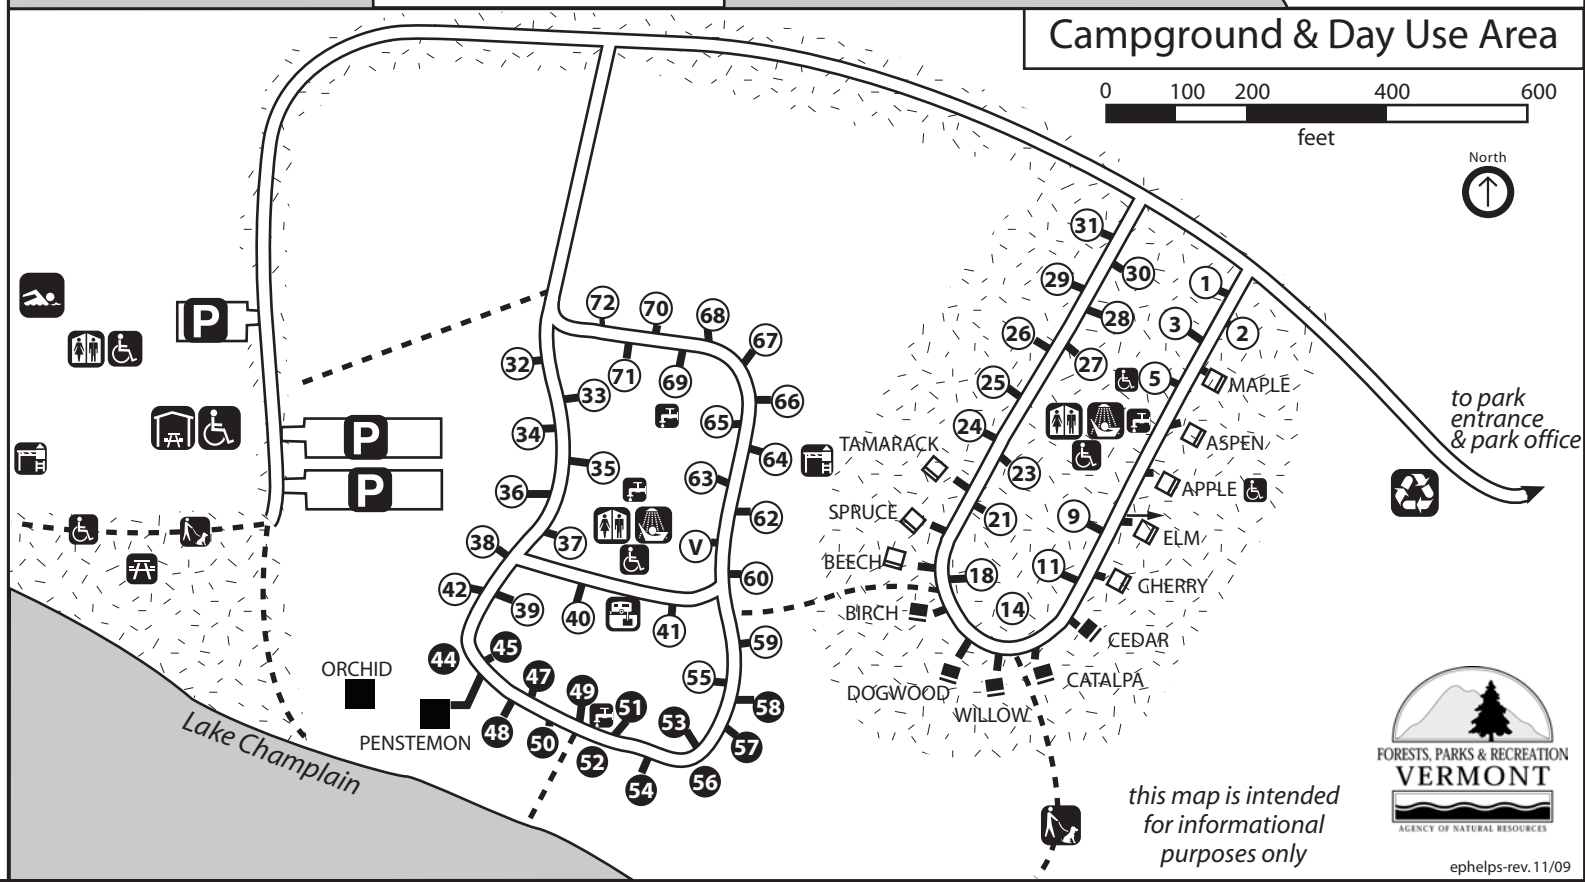 Campground & Day Use Area
0 100 200 400 600
feet
North
31
30
29
28
26
27
25
24
23
21
18
14
1
2
3
5
9
11
MAPLE
ASPEN
APPLE
ELM
GHERRY
CEDAR
CATALPA
WILLOW
DOGWOOD
BIRCH
BEECH
SPRUCE
TAMARACK
to park
entrance
& park office
P
P
P
72
70
68
67
71
69
66
65
64
63
62
V
60
59
55
58
57
56
53
54
51
52
49
50
47
48
45
44
32
33
34
35
36
37
38
42
39
40
41
ORCHID
PENSTEMON
Lake Champlain
this map is intended
for informational
purposes only
FORESTS, PARKS & RECREATION
VERMONT
AGENCY OF NATURAL RESOURCES
ephelps-rev. 11/09